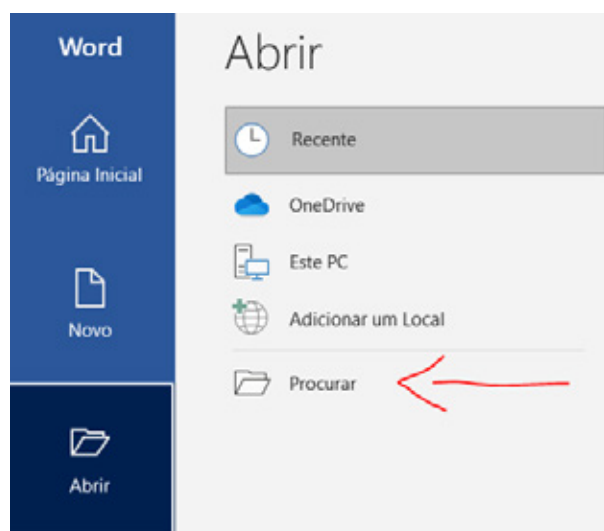 Word
Página Inicial
Novo
Abrir
Abrir
Recente
OneDrive
Este PC
Adicionar um Local
Procurar